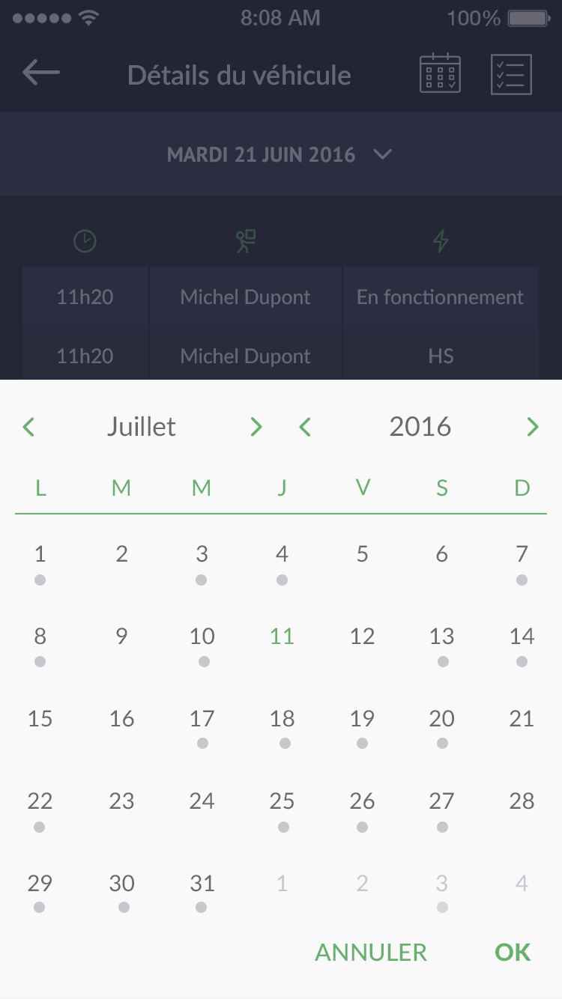 8:08 AM 100%
Détails du véhicule
MARDI 21 JUIN 2016
11h20 Michel Dupont En fonctionnement
11h20 Michel Dupont HS
Juillet 2016
L M M J V S D
1 2 3 4 5 6 7
8 9 10 11 12 13 14
15 16 17 18 19 20 21
22 23 24 25 26 27 28
29 30 31 1 2 3 4
ANNULER OK